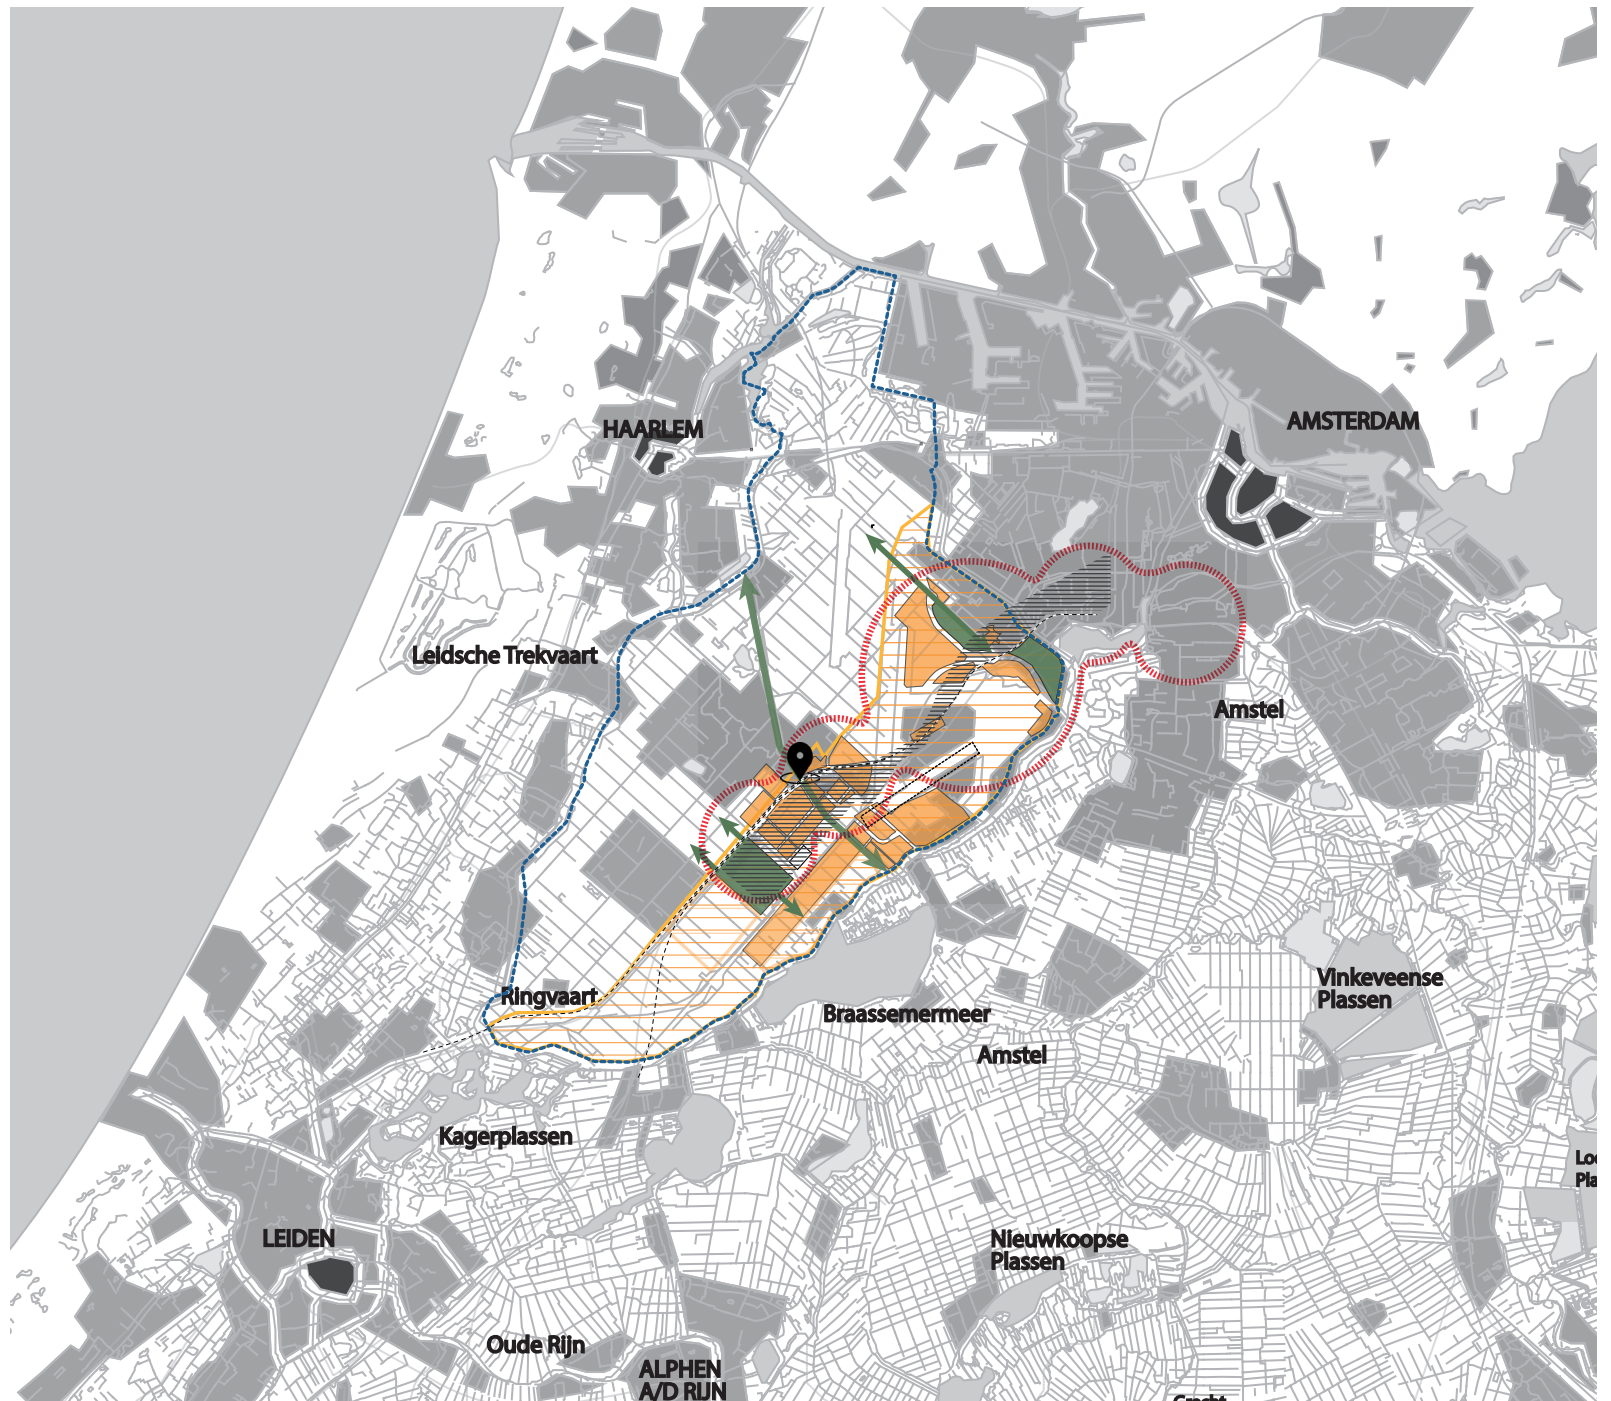 AMSTERDAM
HAARLEM
Leidsche Trekvaart
Amstel
Vinkeveense
Plassen
Ringvaart
Braassemermeer
Amstel
Kagerplassen
LEIDEN
Nieuwkoopse
Plassen
Oude Rijn
ALPHEN
A/D RIJN